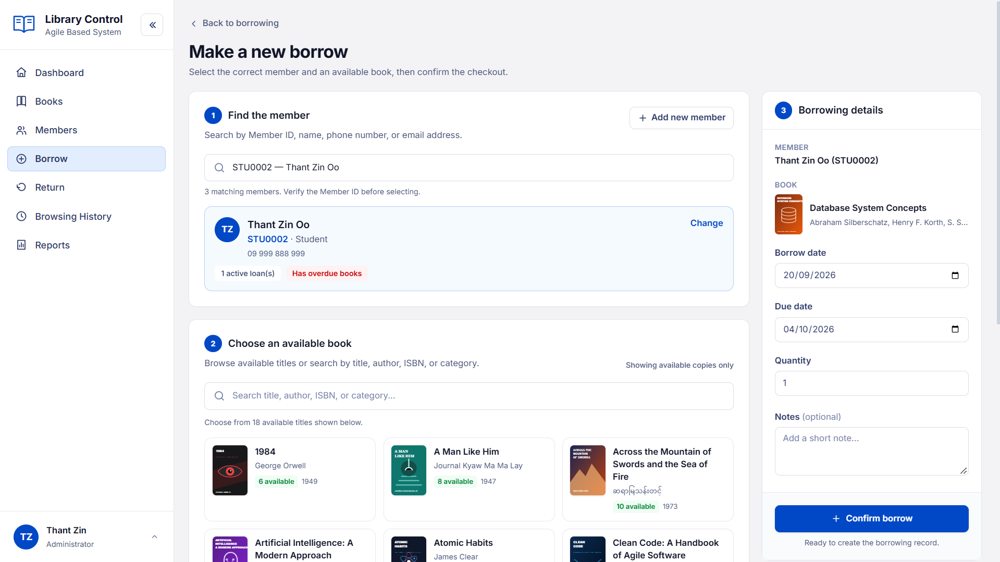 Library Control
Agile Based System
Dashboard
Books
Members
Borrow
Return
Browsing History
Reports
TZ
Thant Zin
Administrator
Back to borrowing
Make a new borrow
Select the correct member and an available book, then confirm the checkout.
1
Find the member
Add new member
Search by Member ID, name, phone number, or email address.
STU0002 — Thant Zin Oo
3 matching members. Verify the Member ID before selecting.
TZ
Thant Zin Oo
Change
STU0002 · Student
09 999 888 999
1 active loan(s)
Has overdue books
2
Choose an available book
Browse available titles or search by title, author, ISBN, or category.
Showing available copies only
Search title, author, ISBN, or category...
Choose from 18 available titles shown below.
1984
1984
George Orwell
6 available
1949
A MAN
LIKE HIM
A Man Like Him
Journal Kyaw Ma Ma Lay
8 available
1947
ACROSS THE
MOUNTAIN
OF SWORDS
Across the Mountain of
Swords and the Sea of
Fire
ဆရာမြသန်းတင့်
10 available
1973
ARTIFICIAL
INTELLIGENCE
A MODERN APPROACH
Artificial Intelligence: A
Modern Approach
ATOMIC
HABITS
Atomic Habits
James Clear
CLEAN
CODE
Clean Code: A Handbook
of Agile Software
3
Borrowing details
MEMBER
Thant Zin Oo (STU0002)
BOOK
DATABASE
SYSTEM CONCEPT
Database System Concepts
Abraham Silberschatz, Henry F. Korth, S. S...
Borrow date
20/09/2026
Due date
04/10/2026
Quantity
1
Notes (optional)
Add a short note...
Confirm borrow
Ready to create the borrowing record.